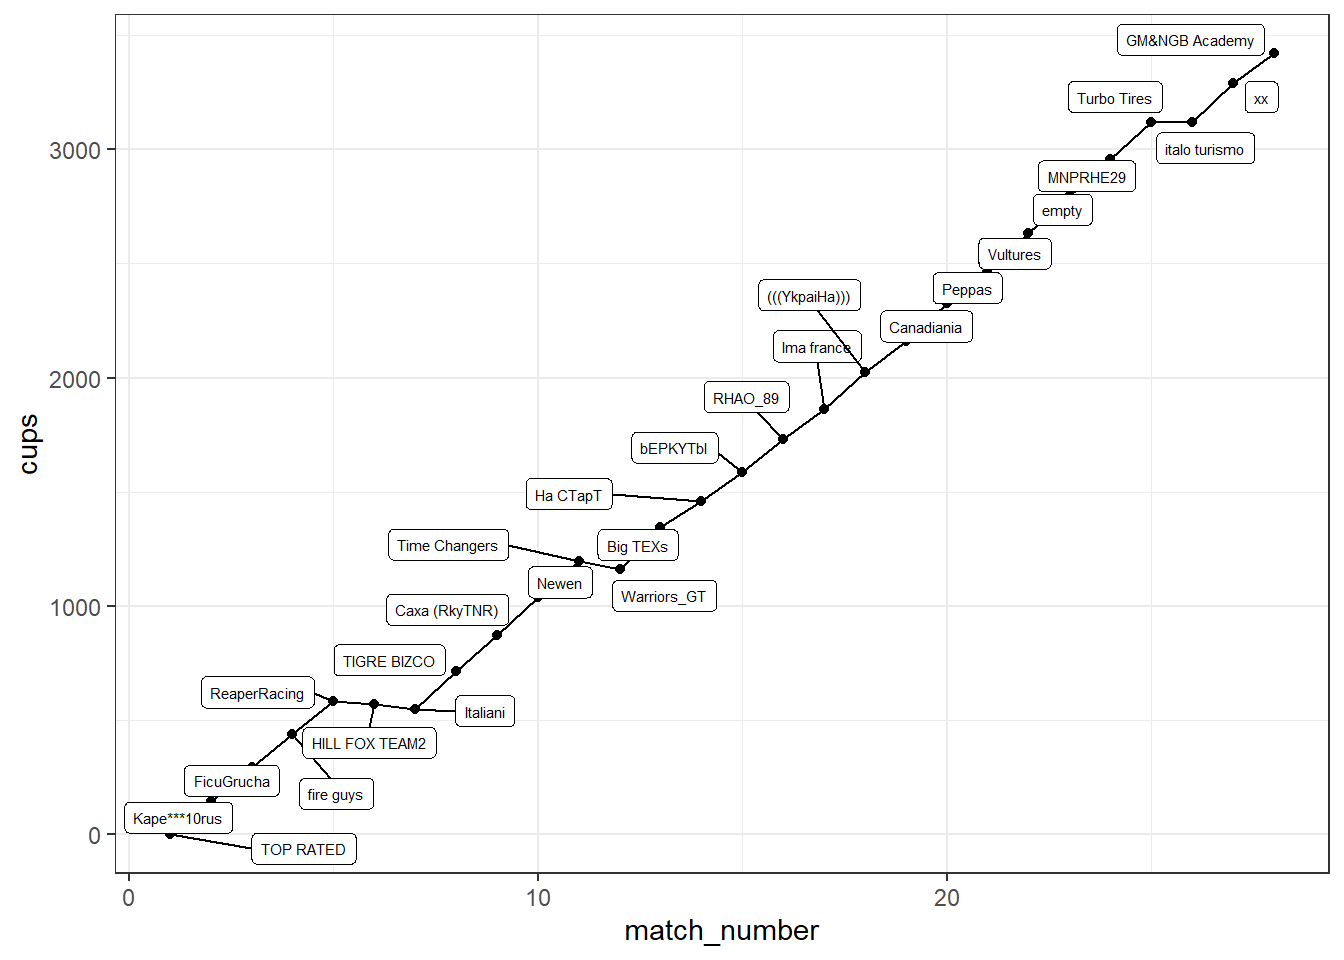 GM&NGB Academy
Turbo Tires
xx
3000
italo turismo
MNPRHE29
empty
Vultures
(((YkpaiHa)))
Peppas
Canadiania
Ima france
2000
RHAO_89
bEPKYTbI
Ha CTapT
Time Changers
Big TEXs
Newen
Warriors_GT
1000
Caxa (RkyTNR)
TIGRE BIZCO
ReaperRacing
Italiani
HILL FOX TEAM2
FicuGrucha
fire guys
Kape***10rus
0
TOP RATED
0
10
20
match_number
cups